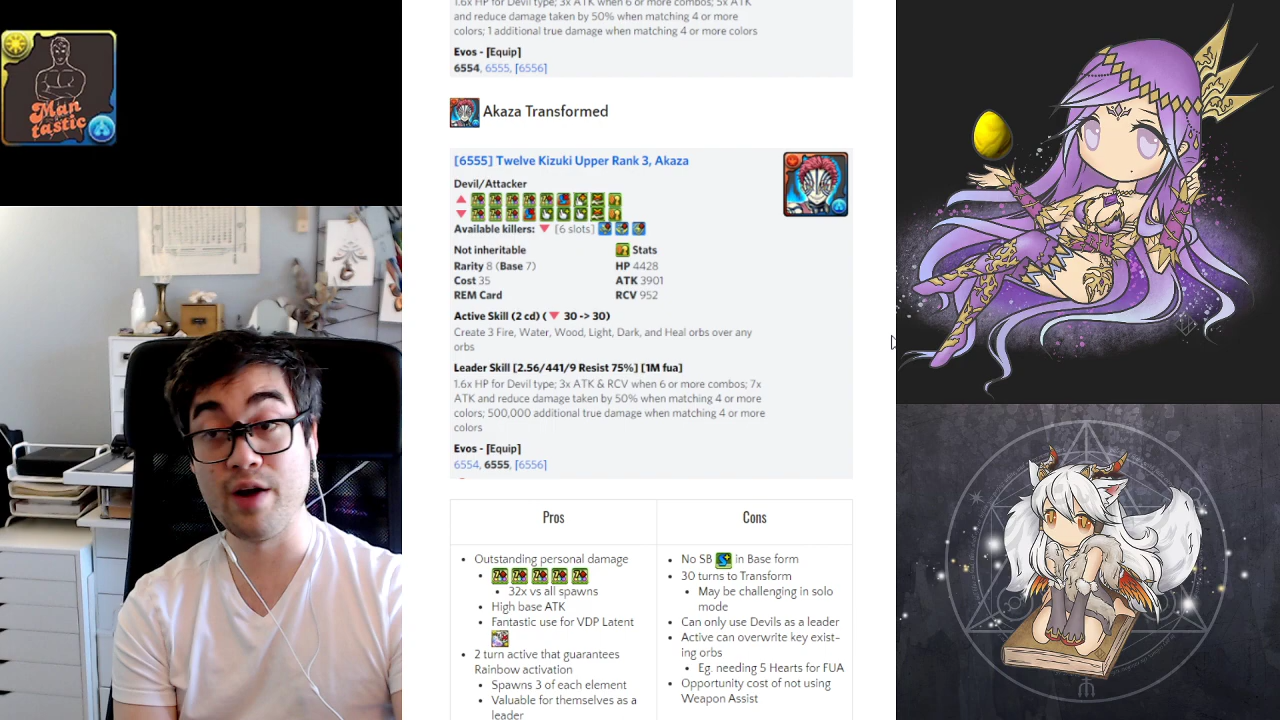 Man
tastic
1.6x HP for Devil type; 3x ATK when 6 or more combos; 5x ATK
and reduce damage taken by 50% when matching 4 or more
colors; 1 additional true damage when matching 4 or more colors
Evos - [Equip]
6554, 6555, [6556]
Akaza Transformed
[6555] Twelve Kizuki Upper Rank 3, Akaza
Devil/Attacker
Available killers: [6 slots]
Not inheritable
Stats
Rarity 8 (Base 7)
HP 4428
Cost 35
ATK 3901
REM Card
RCV 952
Active Skill (2 cd) ( 30 -> 30)
Create 3 Fire, Water, Wood, Light, Dark, and Heal orbs over any
orbs
Leader Skill [2.56/441/9 Resist 75%] [1M fua]
1.6x HP for Devil type; 3x ATK & RCV when 6 or more combos; 7x
ATK and reduce damage taken by 50% when matching 4 or more
colors; 500,000 additional true damage when matching 4 or more
colors
Evos - [Equip]
6554, 6555, [6556]
Pros
Cons
• Outstanding personal damage
• 32x vs all spawns
• High base ATK
• Fantastic use for VDP Latent
• 2 turn active that guarantees
Rainbow activation
• Spawns 3 of each element
• Valuable for themselves as a
leader
• No SB in Base form
• 30 turns to Transform
• May be challenging in solo
mode
• Can only use Devils as a leader
• Active can overwrite key exist-
ing orbs
• Eg. needing 5 Hearts for FUA
• Opportunity cost of not using
Weapon Assist